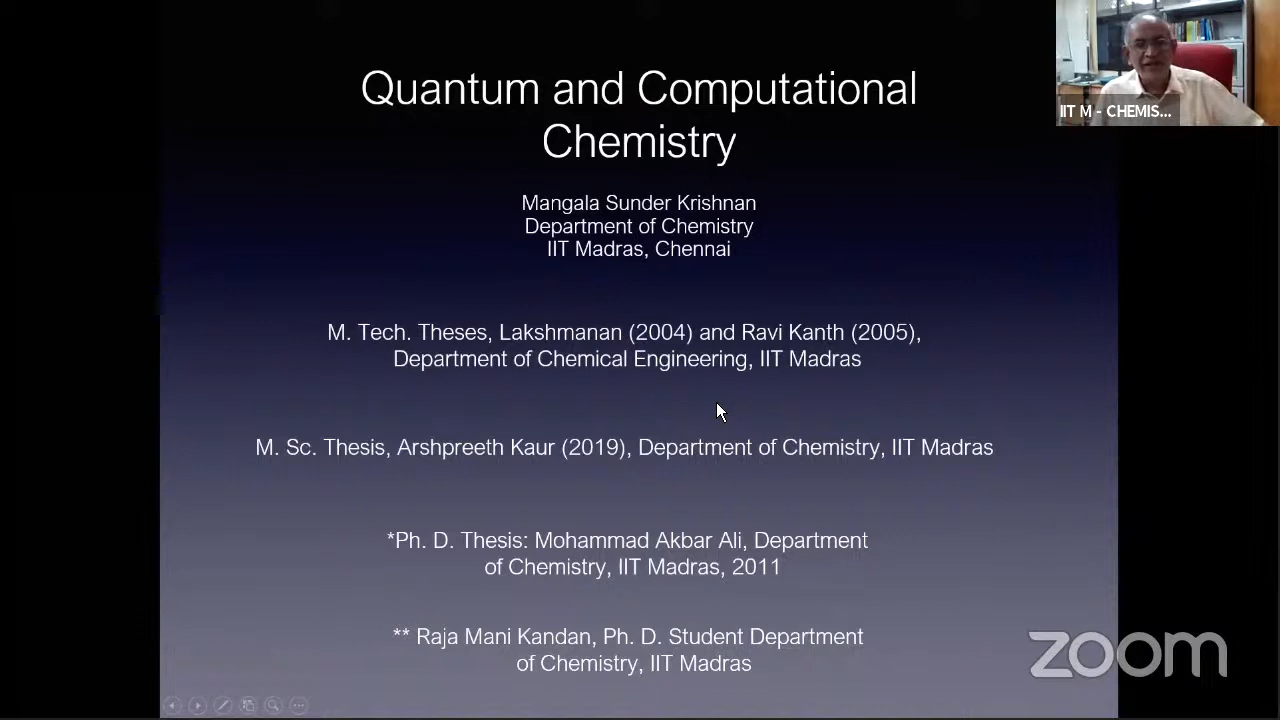 Quantum and Computational
Chemistry
IIT M - CHEMIS...
Mangala Sunder Krishnan
Department of Chemistry
IIT Madras, Chennai
M. Tech. Theses, Lakshmanan (2004) and Ravi Kanth (2005),
Department of Chemical Engineering, IIT Madras
M. Sc. Thesis, Arshpreeth Kaur (2019), Department of Chemistry, IIT Madras
*Ph. D. Thesis: Mohammad Akbar Ali, Department
of Chemistry, IIT Madras, 2011
** Raja Mani Kandan, Ph. D. Student Department
of Chemistry, IIT Madras
zoom